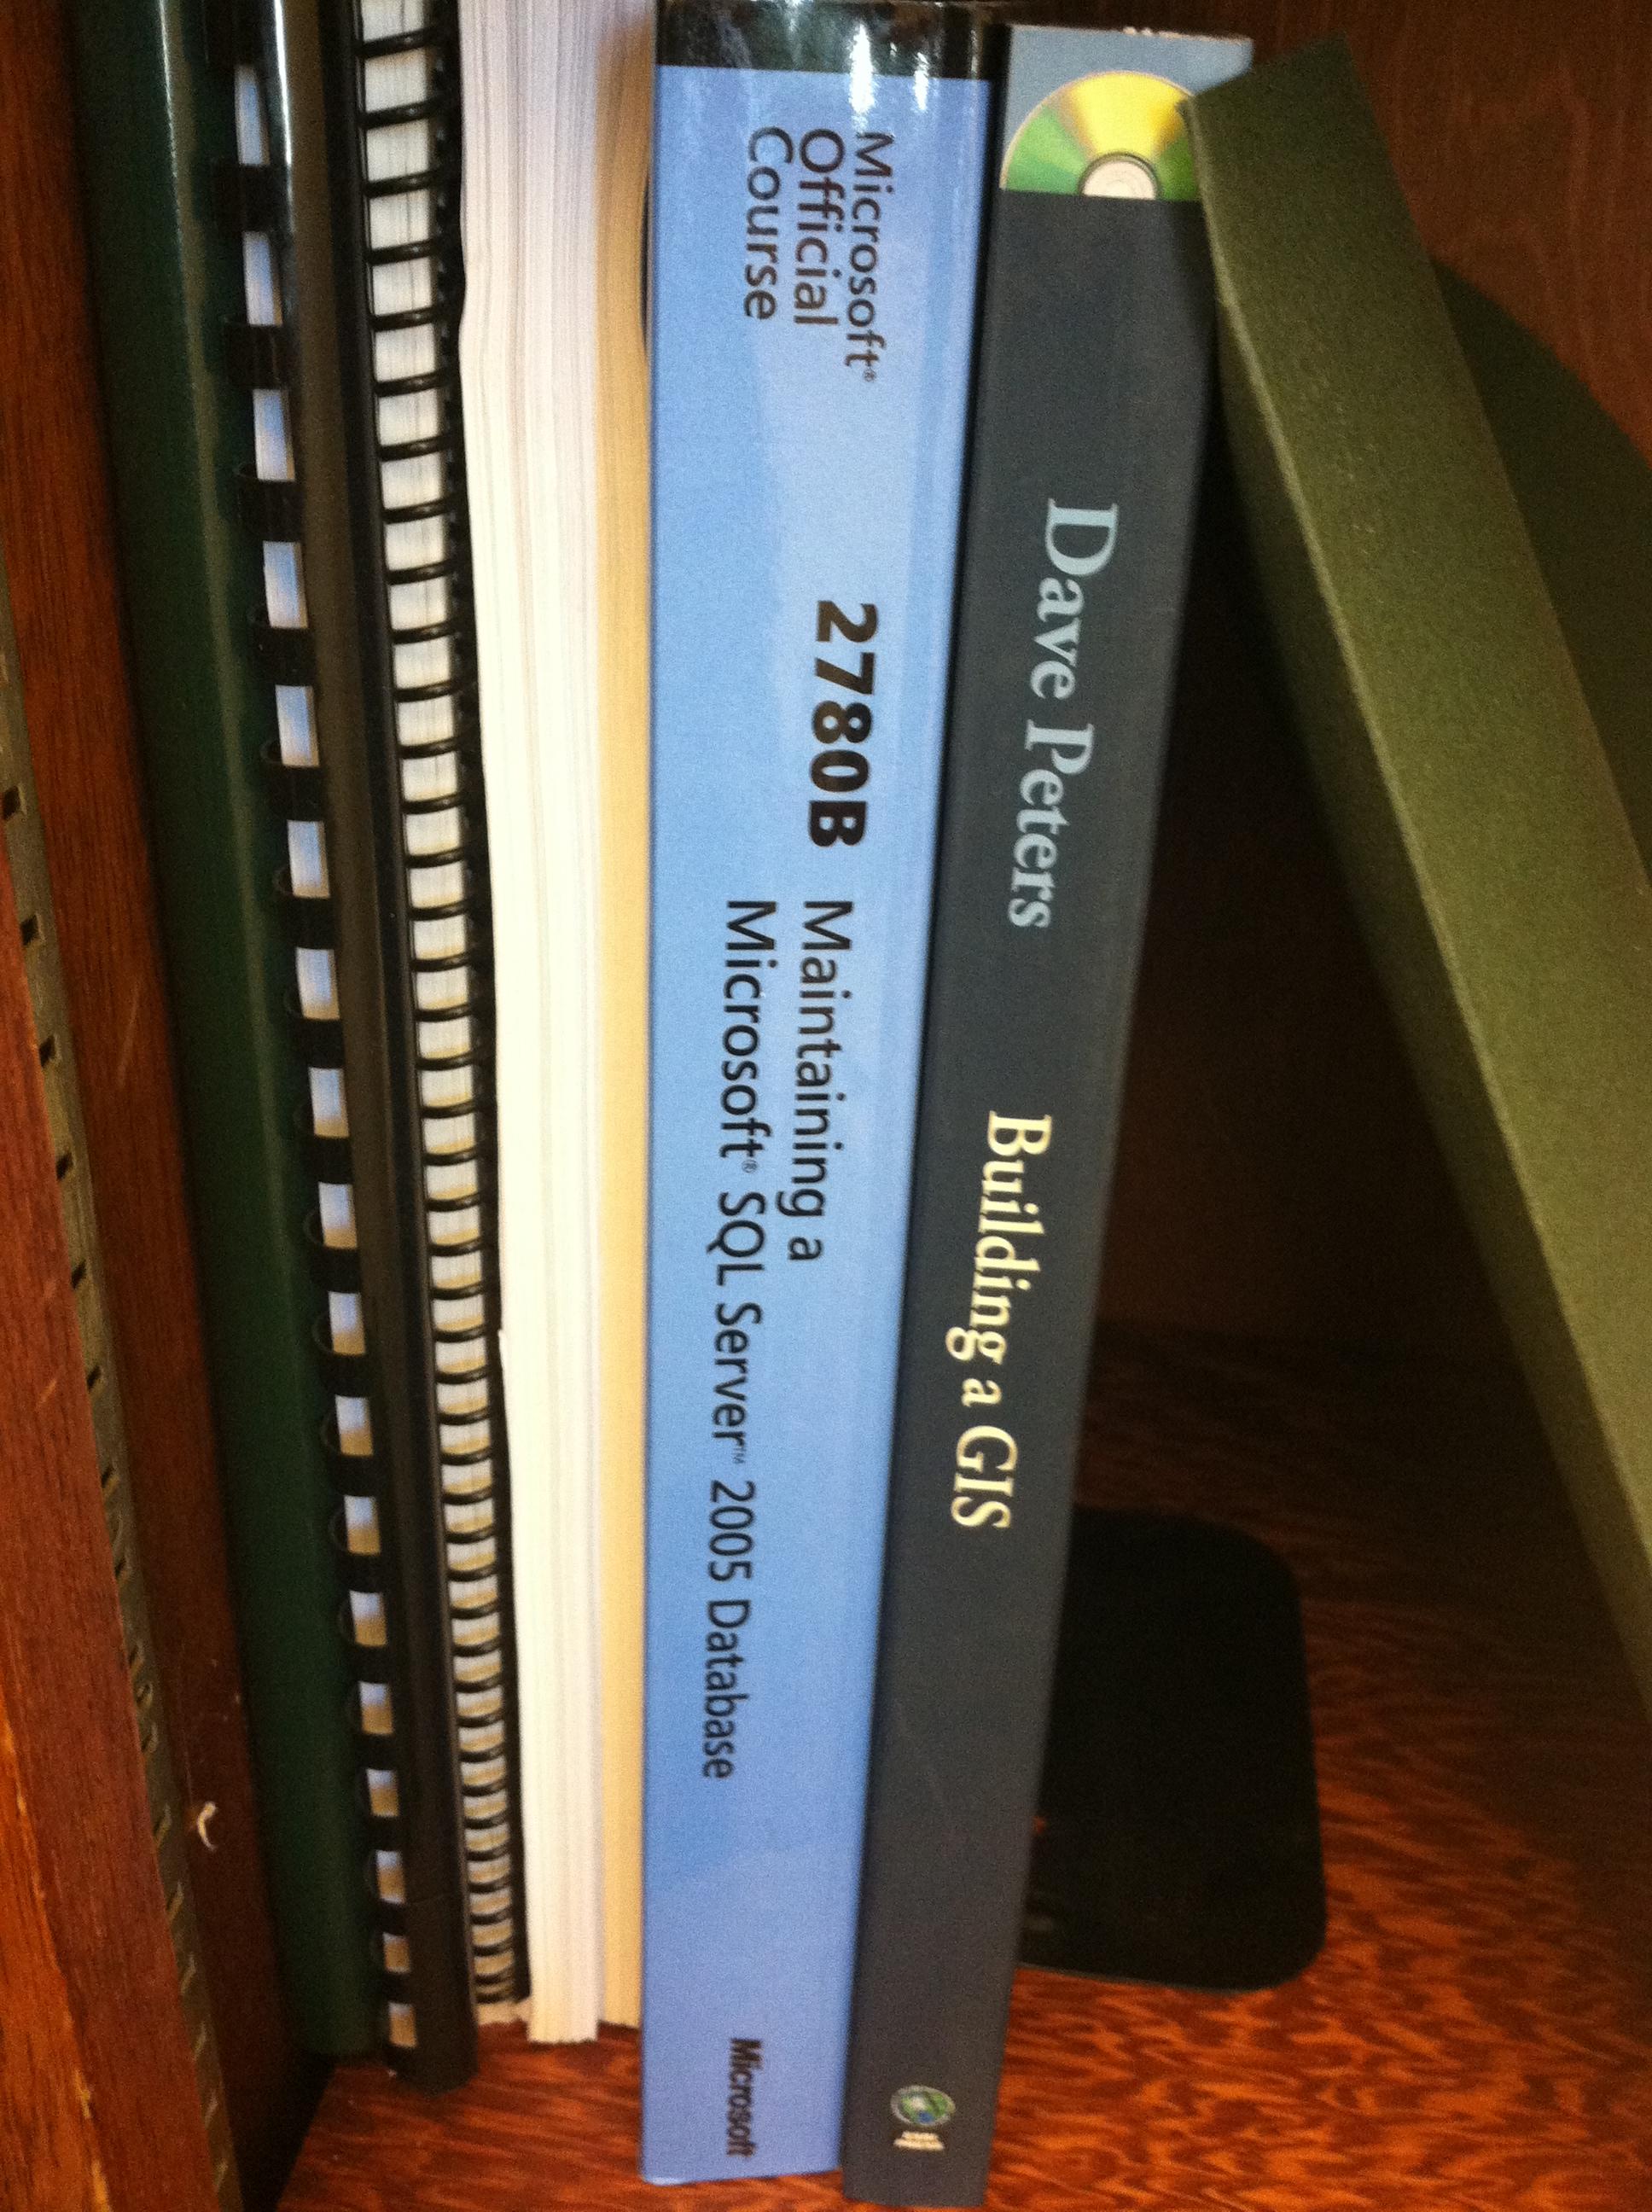 Dave Peters
Building a GIS
Microsoft®
Official
Course
2780B
Maintaining a
Microsoft® SQL Server™ 2005 Database
Microsoft